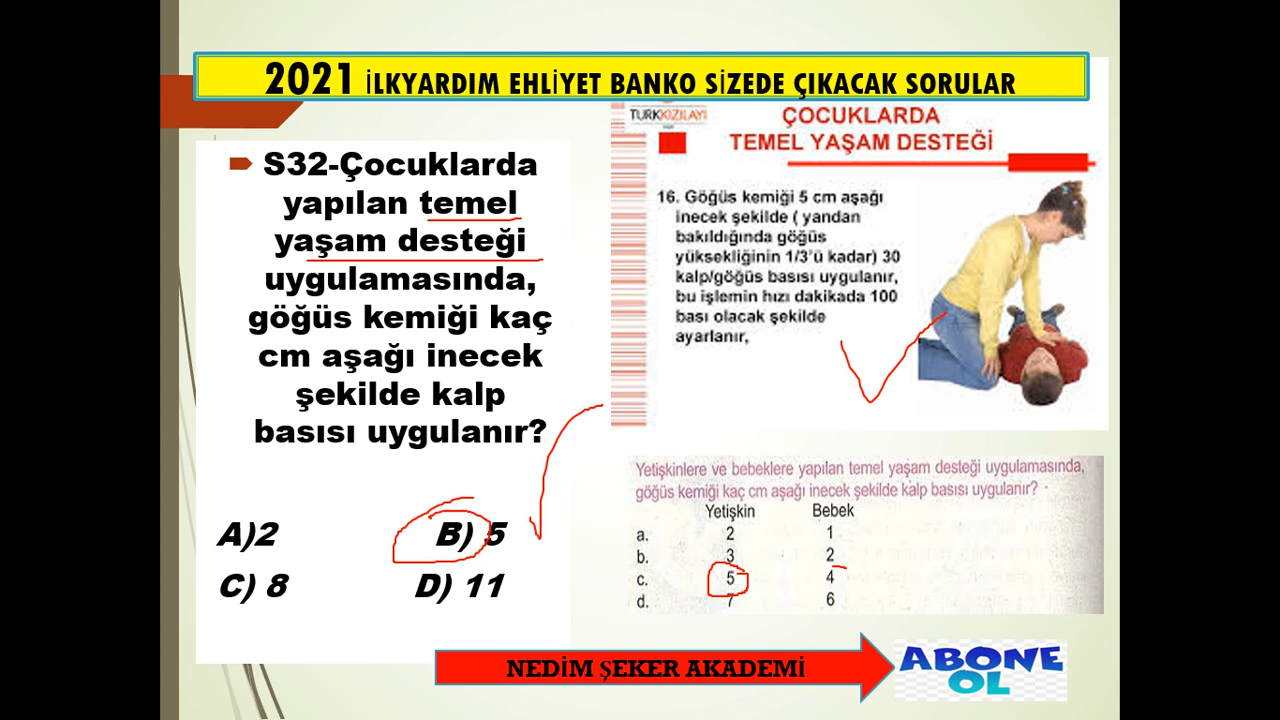 2021 İLKYARDIM EHLİYET BANKO SİZEDE ÇIKACAK SORULAR
S32-Çocuklarda
yapılan temel
yaşam desteği
uygulamasında,
göğüs kemiği kaç
cm aşağı inecek
şekilde kalp
basısı uygulanır?
A)2 B) 5
C) 8 D) 11
TÜRKKIZILAYI
ÇOCUKLARDA
TEMEL YAŞAM DESTEĞİ
16. Göğüs kemiği 5 cm aşağı
inecek şekilde ( yandan
bakıldığında göğüs
yüksekliğinin 1/3'ü kadar) 30
kalp/göğüs basısı uygulanır,
bu işlemin hızı dakikada 100
bası olacak şekilde
ayarlanır,
Yetişkinlere ve bebeklere yapılan temel yaşam desteği uygulamasında,
göğüs kemiği kaç cm aşağı inecek şekilde kalp basısı uygulanır?
Yetişkin Bebek
a. 2 1
b. 3 2
c. 5 4
d. 7 6
NEDİM ŞEKER AKADEMİ
ABONE
OL